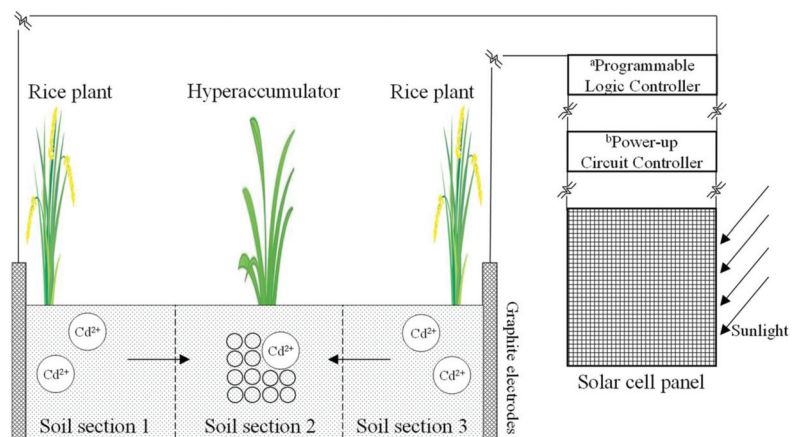 ᵃProgrammable
Logic Controller
Rice plant
Hyperaccumulator
Rice plant
ᵇPower-up
Circuit Controller
Cd²⁺
Cd²⁺
Cd²⁺
Cd²⁺
Cd²⁺
Graphite electrodes
Sunlight
Solar cell panel
Soil section 1
Soil section 2
Soil section 3